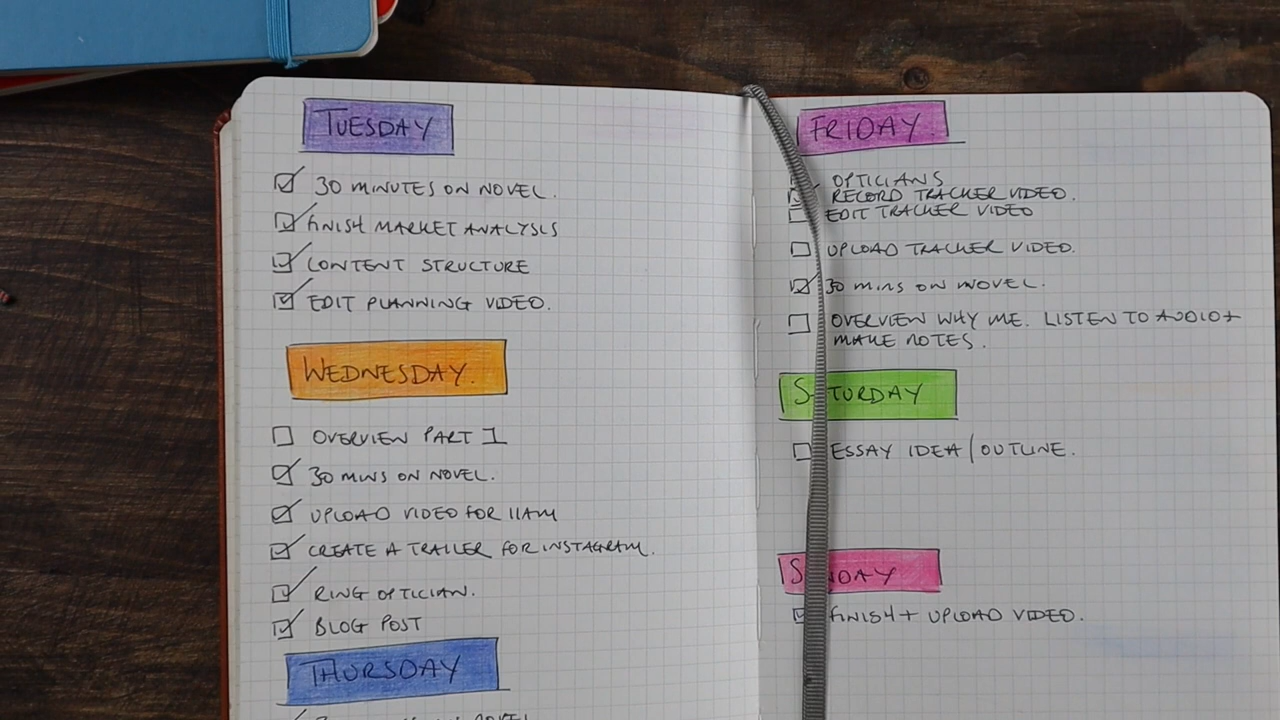 TUESDAY
30 MINUTES ON NOVEL.
FINISH MARKET ANALYSIS
CONTENT STRUCTURE
EDIT PLANNING VIDEO.
WEDNESDAY.
OVERVIEW PART 1
30 MINS ON NOVEL.
UPLOAD VIDEO FOR 11AM
CREATE A TRAILER FOR INSTAGRAM.
RING OPTICIAN.
BLOG POST
THURSDAY
NOVEL
FRIDAY.
OPTICIANS
RECORD TRACKER VIDEO.
EDIT TRACKER VIDEO
UPLOAD TRACKER VIDEO.
30 MINS ON NOVEL.
OVERVIEW WHY ME. LISTEN TO AUDIO +
MAKE NOTES.
SATURDAY
ESSAY IDEA / OUTLINE.
SUNDAY
FINISH + UPLOAD VIDEO.